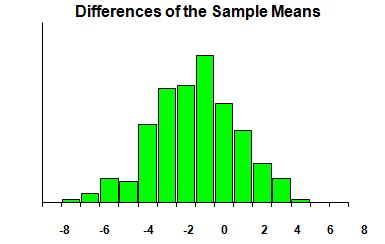 Differences of the Sample Means
-8 -6 -4 -2 0 2 4 6 8